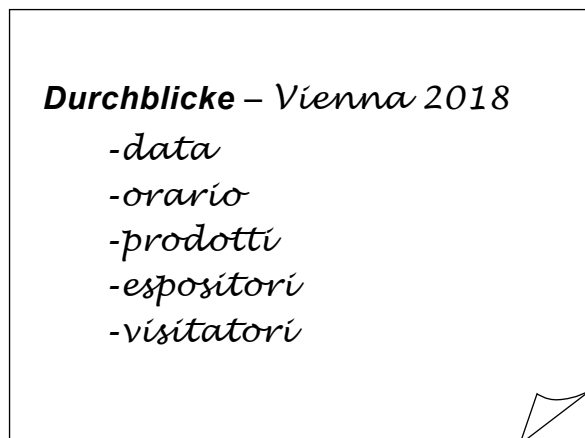 Durchblicke – Vienna 2018
-data
-orario
-prodotti
-espositori
-visitatori